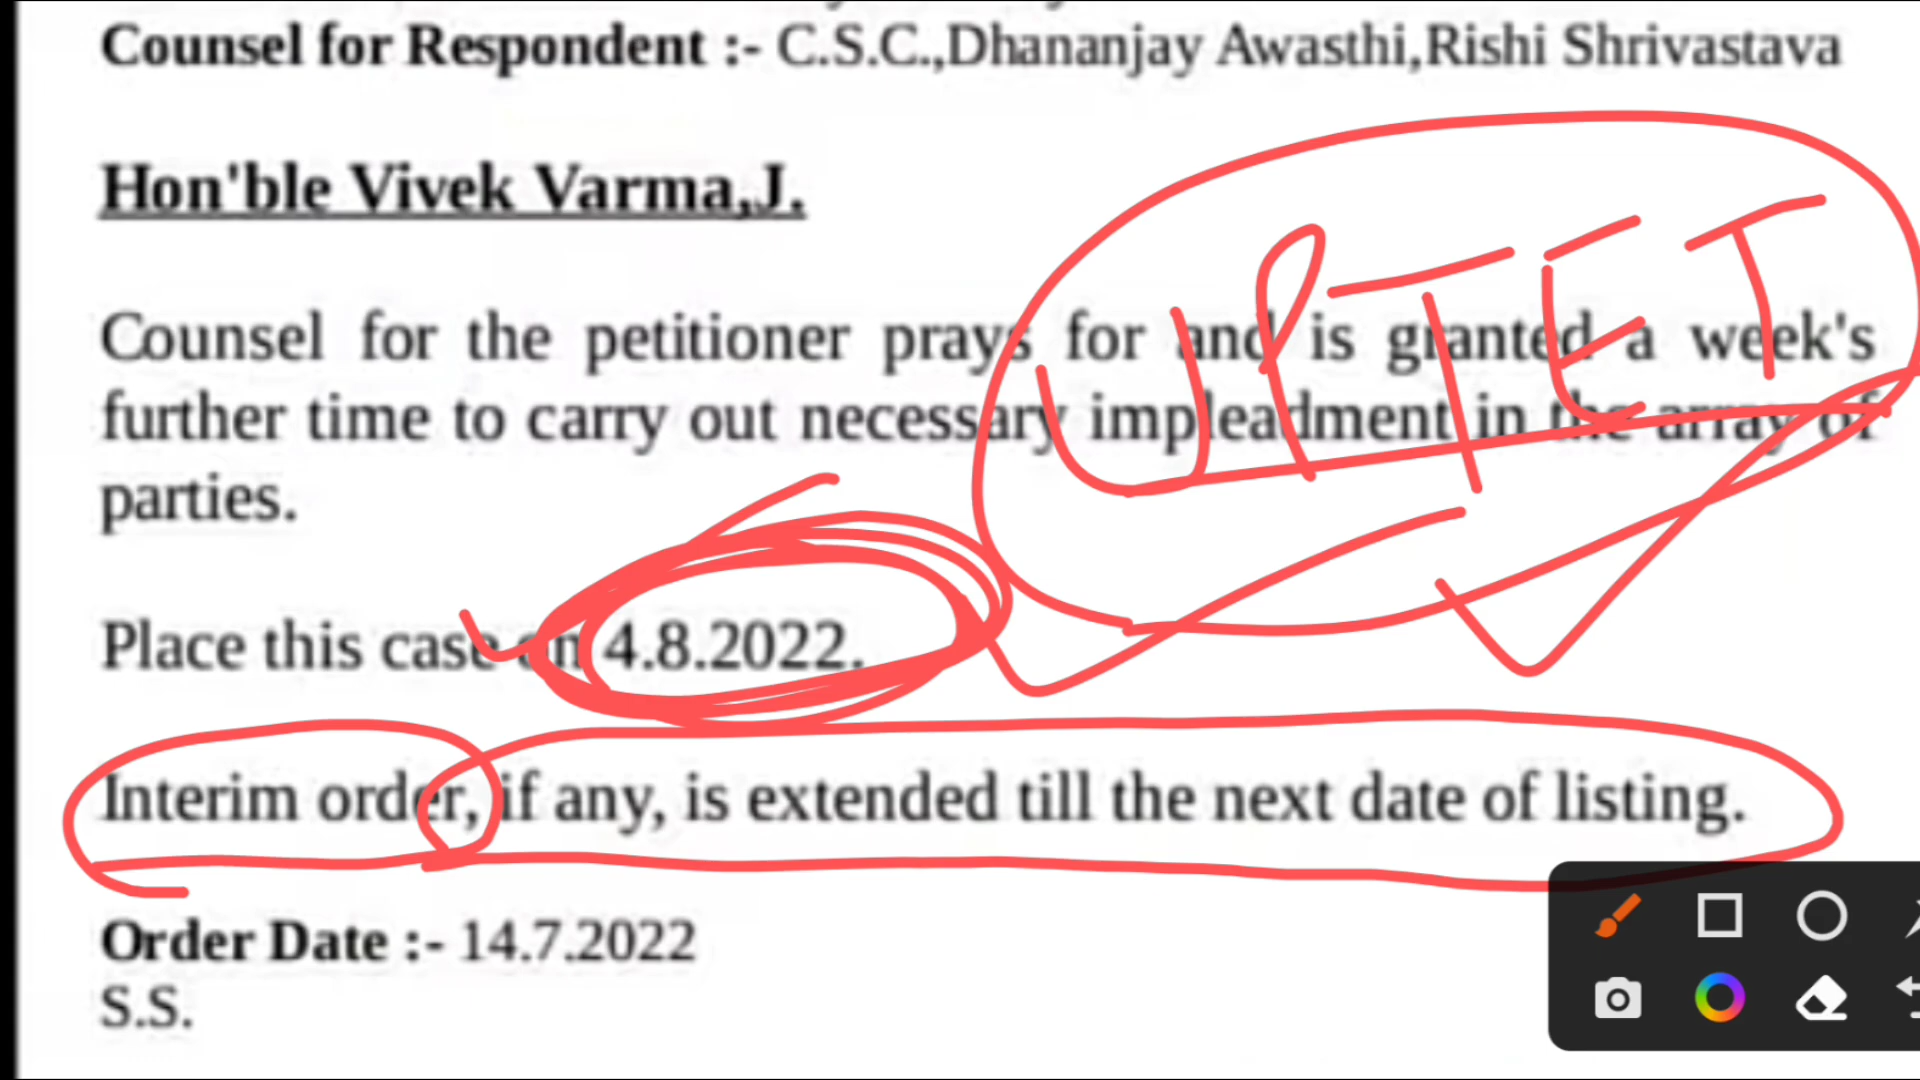 Counsel for Respondent :- C.S.C.,Dhananjay Awasthi,Rishi Shrivastava
Hon'ble Vivek Varma,J.
UPTET
Counsel for the petitioner prays for and is granted a week's
further time to carry out necessary impleadment in the array of
parties.
Place this case on 4.8.2022.
Interim order, if any, is extended till the next date of listing.
Order Date :- 14.7.2022
S.S.